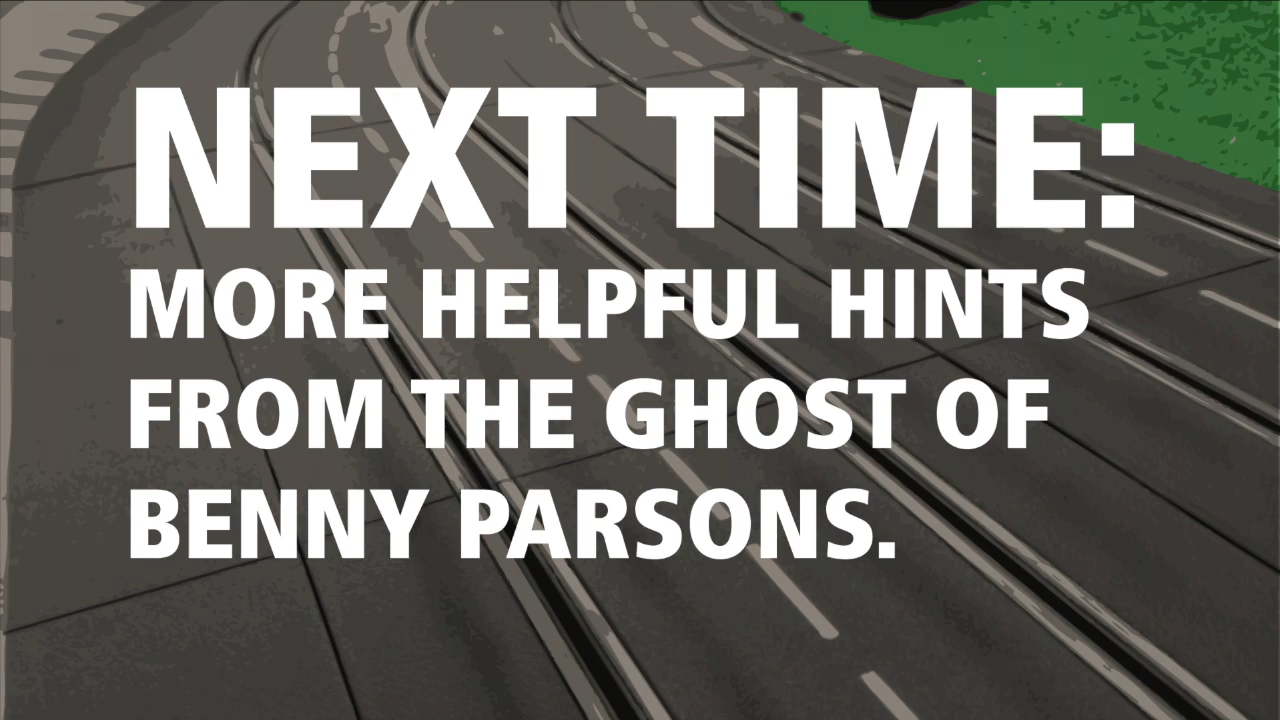 NEXT TIME:
MORE HELPFUL HINTS
FROM THE GHOST OF
BENNY PARSONS.